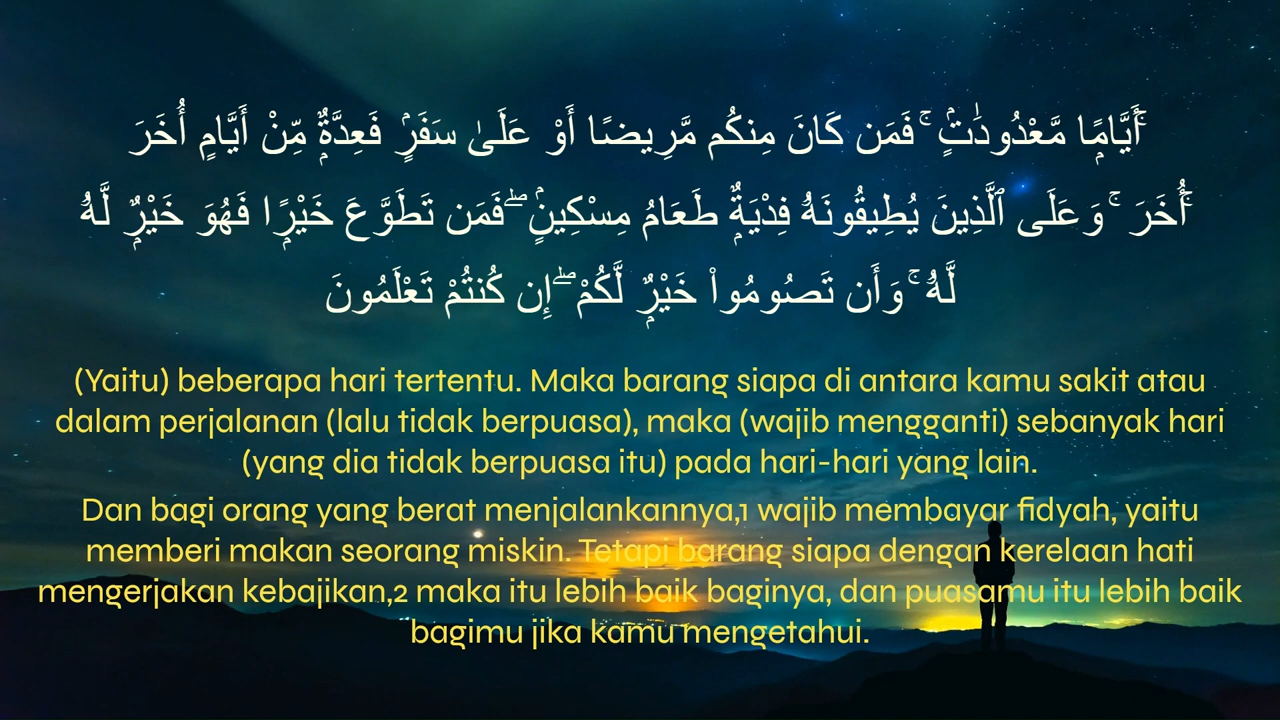 أَيَّامًۭا مَّعْدُودَٰتٍۢ ۚ فَمَن كَانَ مِنكُم مَّرِيضًا أَوْ عَلَىٰ سَفَرٍۢ فَعِدَّةٌۭ مِّنْ أَيَّامٍ أُخَرَ
أُخَرَ ۚ وَعَلَى ٱلَّذِينَ يُطِيقُونَهُۥ فِدْيَةٌۭ طَعَامُ مِسْكِينٍۢ ۖ فَمَن تَطَوَّعَ خَيْرًۭا فَهُوَ خَيْرٌۭ لَّهُۥ
لَّهُۥ ۚ وَأَن تَصُومُوا۟ خَيْرٌۭ لَّكُمْ ۖ إِن كُنتُمْ تَعْلَمُونَ
(Yaitu) beberapa hari tertentu. Maka barang siapa di antara kamu sakit atau
dalam perjalanan (lalu tidak berpuasa), maka (wajib mengganti) sebanyak hari
(yang dia tidak berpuasa itu) pada hari-hari yang lain.
Dan bagi orang yang berat menjalankannya,1 wajib membayar fidyah, yaitu
memberi makan seorang miskin. Tetapi barang siapa dengan kerelaan hati
mengerjakan kebajikan,2 maka itu lebih baik baginya, dan puasamu itu lebih baik
bagimu jika kamu mengetahui.